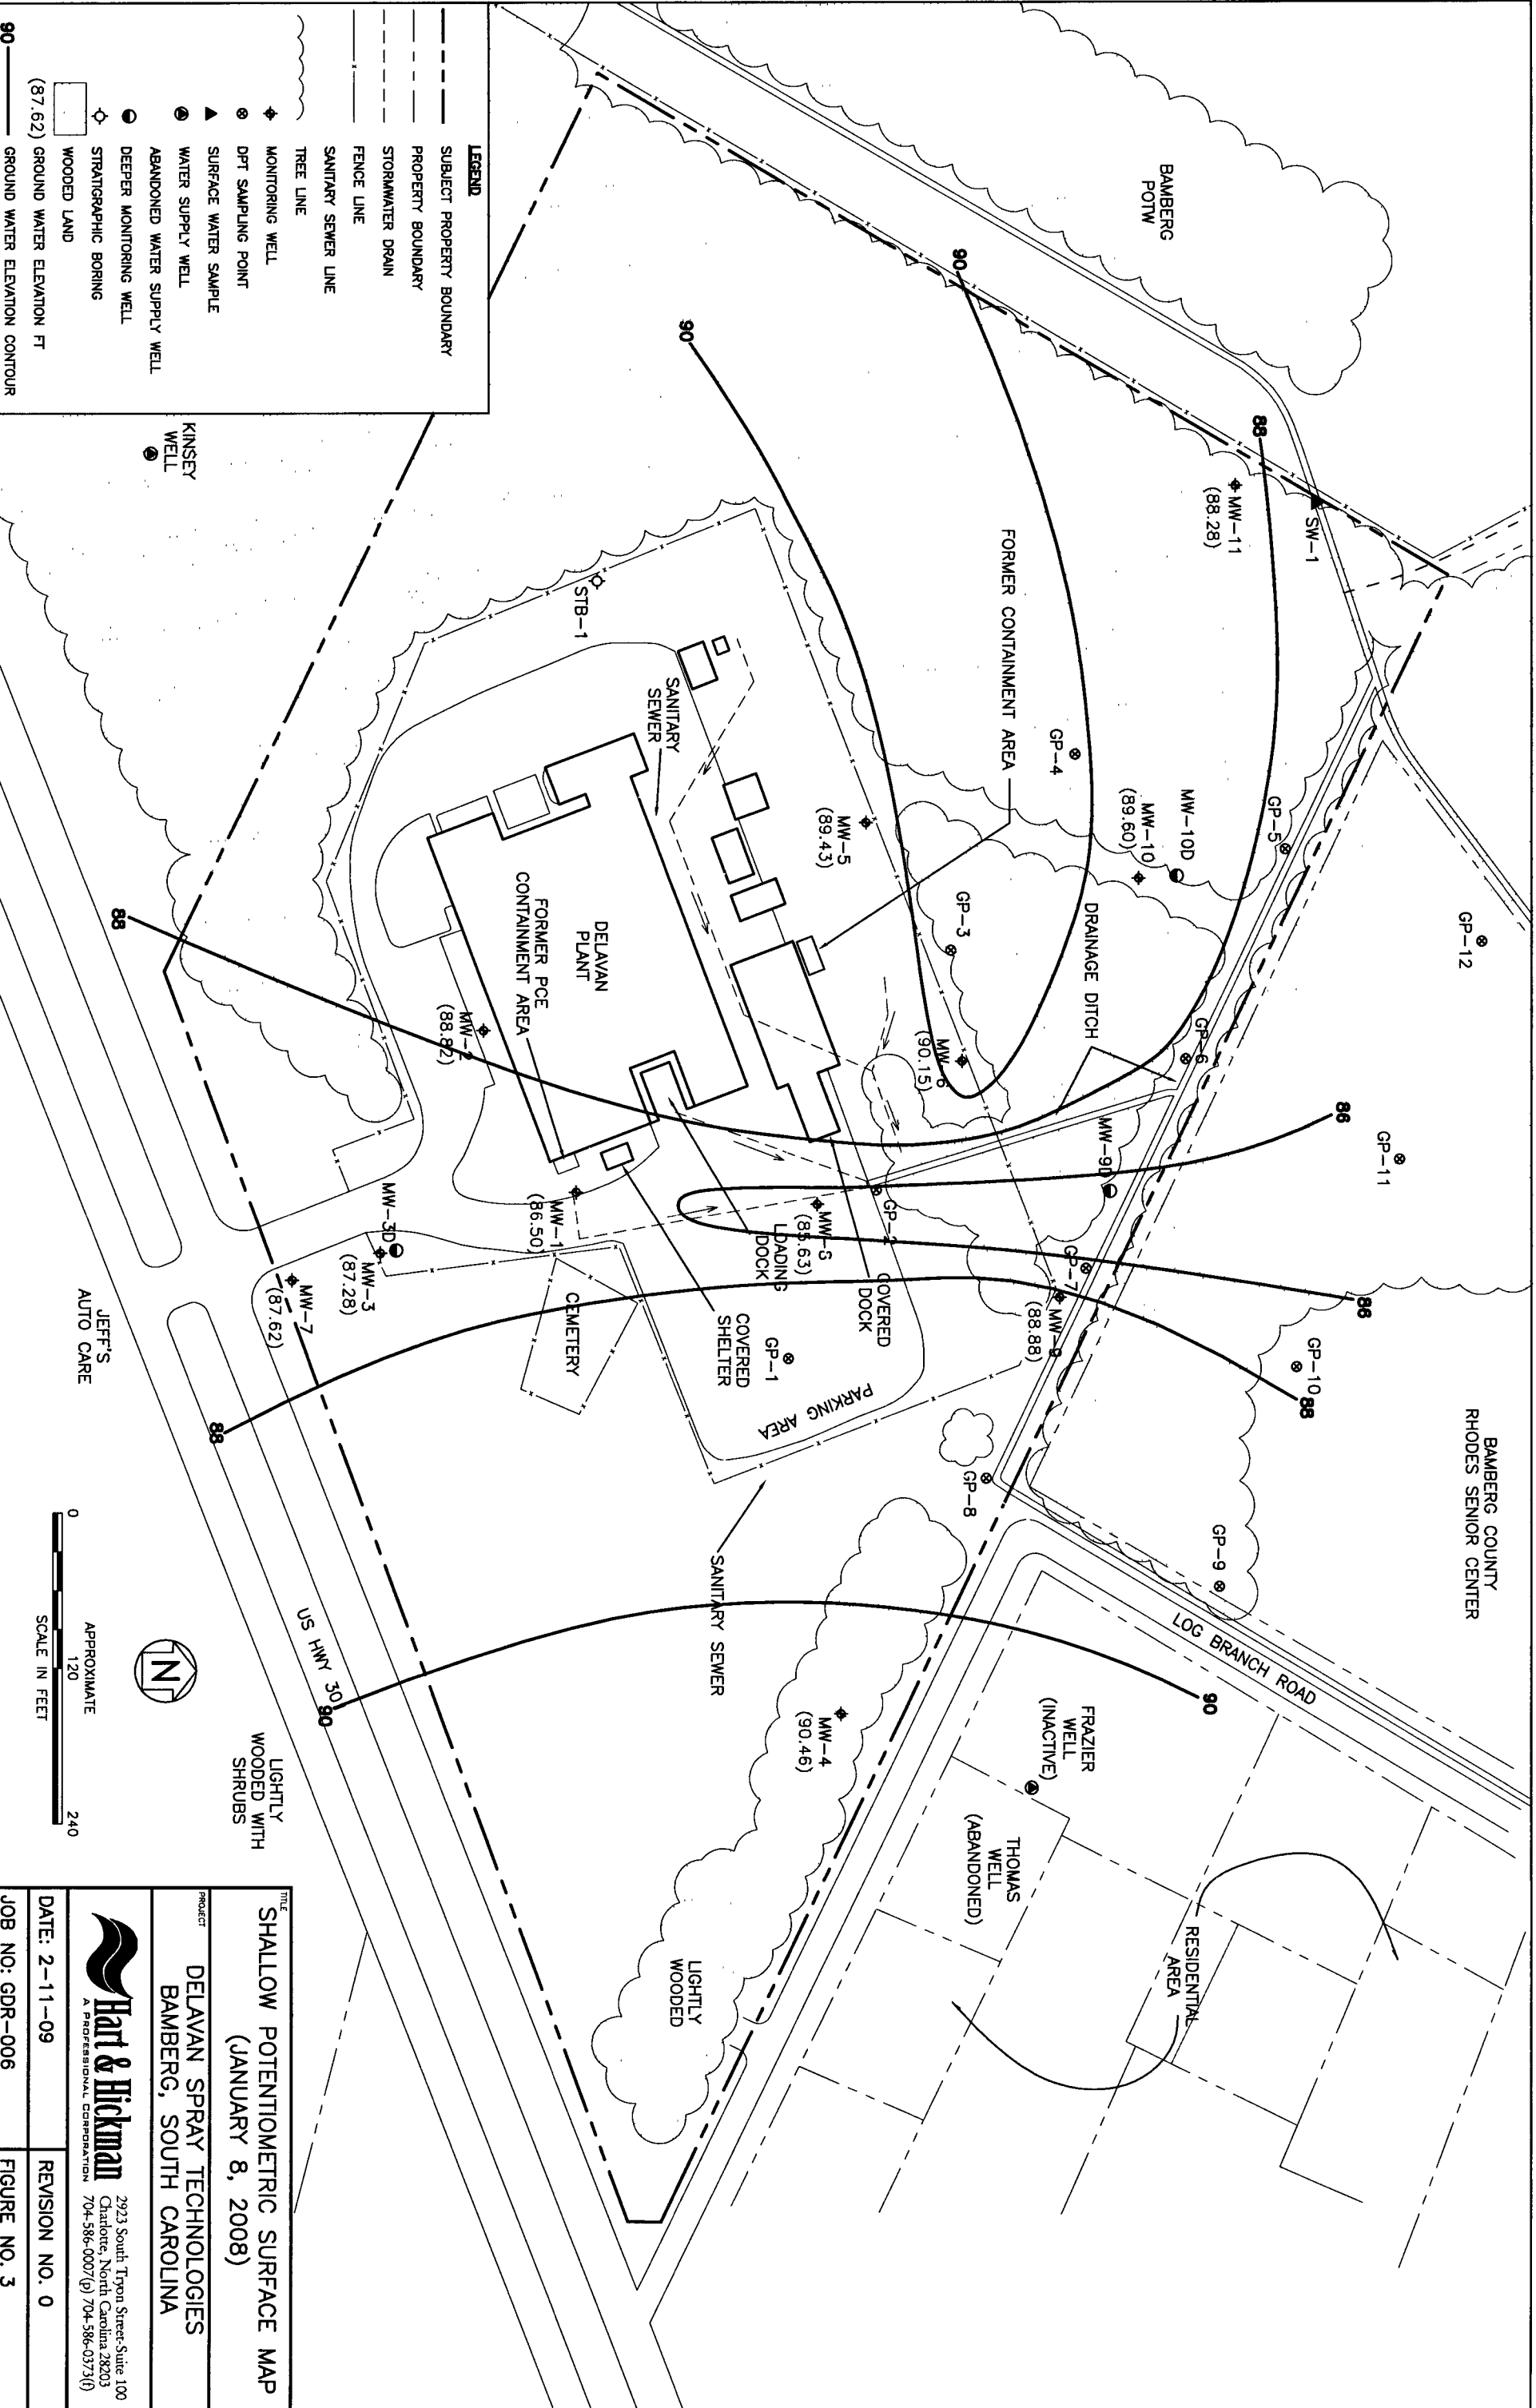 BAMBERG
POTW
90
90
88
SW-1
MW-11
(88.28)
KINSEY
WELL
STB-1
FORMER CONTAINMENT AREA
GP-4
SANITARY
SEWER
MW-5
(89.43)
MW-10D
MW-10
(89.60)
GP-5
GP-12
GP-3
DRAINAGE DITCH
DELAVAN
PLANT
FORMER PCE
CONTAINMENT AREA
88
MW-2
(88.82)
MW-6
(90.15)
GP-6
86
GP-11
MW-9D
GP-2
MW-8
(85.63)
MW-1
(86.50)
LOADING
DOCK
COVERED
DOCK
COVERED
SHELTER
MW-3D
MW-3
(87.28)
MW-7
(87.62)
CEMETERY
GP-1
PARKING AREA
GP-7
MW-9
(88.88)
86
GP-10
88
BAMBERG COUNTY
RHODES SENIOR CENTER
JEFF'S
AUTO CARE
88
GP-8
GP-9
SANITARY SEWER
LOG BRANCH ROAD
US HWY 30
90
90
MW-4
(90.46)
FRAZIER
WELL
(INACTIVE)
THOMAS
WELL
(ABANDONED)
RESIDENTIAL
AREA
LIGHTLY
WOODED
LIGHTLY
WOODED WITH
SHRUBS
LEGEND
SUBJECT PROPERTY BOUNDARY
PROPERTY BOUNDARY
STORMWATER DRAIN
FENCE LINE
SANITARY SEWER LINE
TREE LINE
MONITORING WELL
DPT SAMPLING POINT
SURFACE WATER SAMPLE
WATER SUPPLY WELL
ABANDONED WATER SUPPLY WELL
DEEPER MONITORING WELL
STRATIGRAPHIC BORING
WOODED LAND
(87.62) GROUND WATER ELEVATION FT
90 GROUND WATER ELEVATION CONTOUR
N
APPROXIMATE
0 120 240
SCALE IN FEET
TITLE
SHALLOW POTENTIOMETRIC SURFACE MAP
(JANUARY 8, 2008)
PROJECT
DELAVAN SPRAY TECHNOLOGIES
BAMBERG, SOUTH CAROLINA
Hart & Hickman
A PROFESSIONAL CORPORATION
2923 South Tryon Street-Suite 100
Charlotte, North Carolina 28203
704-586-0007(p) 704-586-0373(f)
DATE: 2-11-09
REVISION NO. 0
JOB NO: GDR-006
FIGURE NO. 3